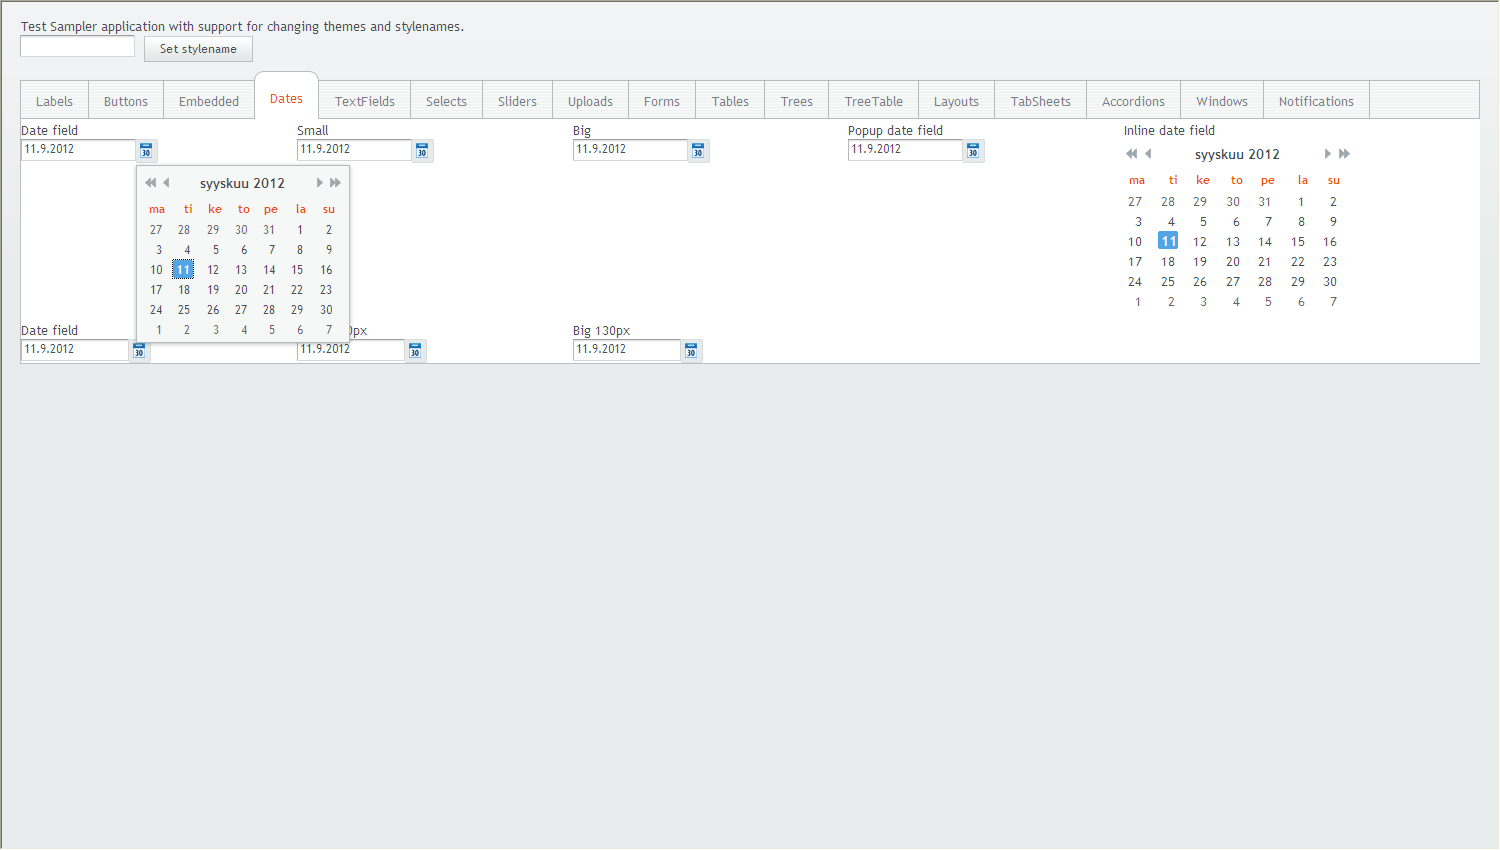 Test Sampler application with support for changing themes and stylenames.
Set stylename
Labels Buttons Embedded Dates TextFields Selects Sliders Uploads Forms Tables Trees TreeTable Layouts TabSheets Accordions Windows Notifications
Date field Small Big Popup date field Inline date field
11.9.2012 30 11.9.2012 30 11.9.2012 30 11.9.2012 30
syyskuu 2012
ma ti ke to pe la su
27 28 29 30 31 1 2
3 4 5 6 7 8 9
10 11 12 13 14 15 16
17 18 19 20 21 22 23
24 25 26 27 28 29 30
1 2 3 4 5 6 7
syyskuu 2012
ma ti ke to pe la su
27 28 29 30 31 1 2
3 4 5 6 7 8 9
10 11 12 13 14 15 16
17 18 19 20 21 22 23
24 25 26 27 28 29 30
1 2 3 4 5 6 7
Date field 0px Big 130px
11.9.2012 30 11.9.2012 30 11.9.2012 30